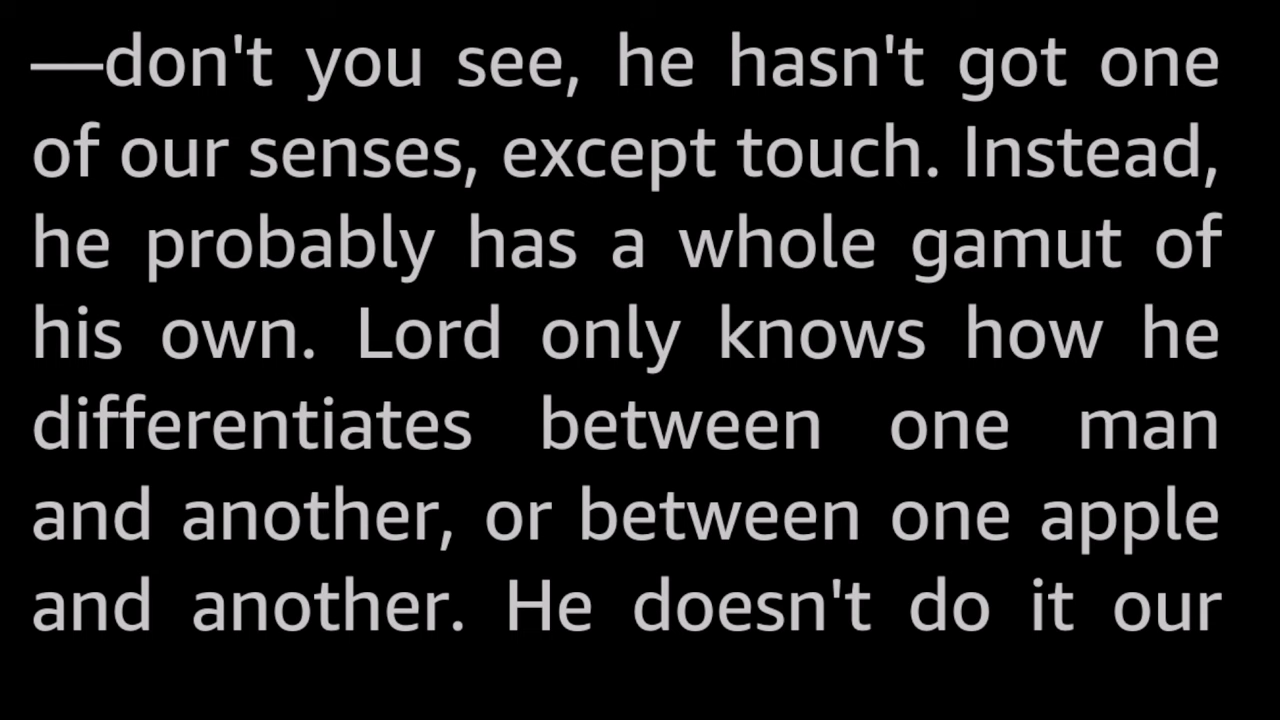 —don't you see, he hasn't got one
of our senses, except touch. Instead,
he probably has a whole gamut of
his own. Lord only knows how he
differentiates between one man
and another, or between one apple
and another. He doesn't do it our